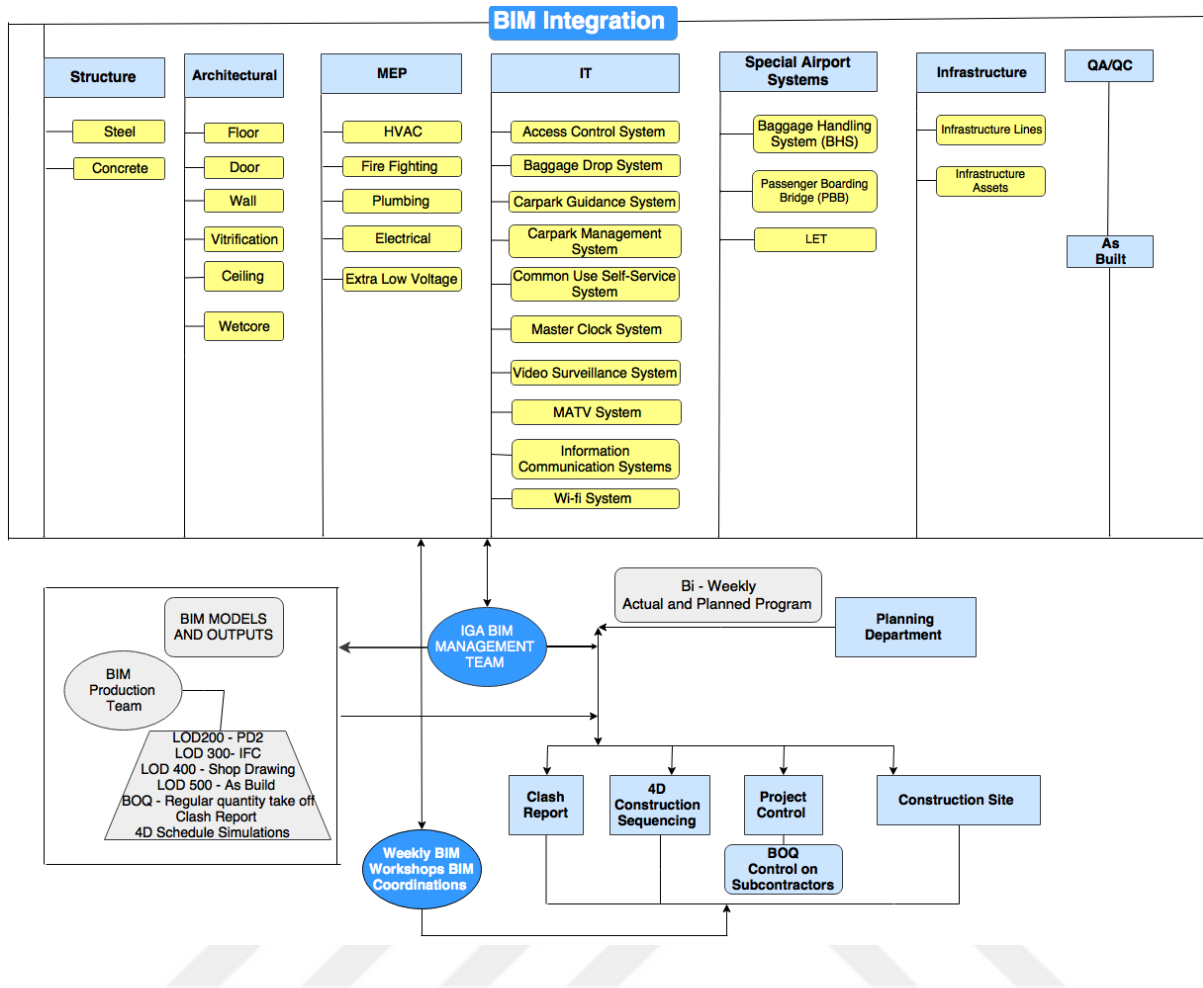 BIM Integration
Structure
Steel
Concrete
Architectural
Floor
Door
Wall
Vitrification
Ceiling
Wetcore
MEP
HVAC
Fire Fighting
Plumbing
Electrical
Extra Low Voltage
IT
Access Control System
Baggage Drop System
Carpark Guidance System
Carpark Management
System
Common Use Self-Service
System
Master Clock System
Video Surveillance System
MATV System
Information
Communication Systems
Wi-fi System
Special Airport
Systems
Baggage Handling
System (BHS)
Passenger Boarding
Bridge (PBB)
LET
Infrastructure
Infrastructure Lines
Infrastructure
Assets
QA/QC
As
Built
BIM MODELS
AND OUTPUTS
BIM
Production
Team
LOD200 - PD2
LOD 300- IFC
LOD 400 - Shop Drawing
LOD 500 - As Build
BOQ - Regular quantity take off
Clash Report
4D Schedule Simulations
IGA BIM
MANAGEMENT
TEAM
Bi - Weekly
Actual and Planned Program
Planning
Department
Clash
Report
4D
Construction
Sequencing
Project
Control
Construction Site
BOQ
Control on
Subcontractors
Weekly BIM
Workshops BIM
Coordinations